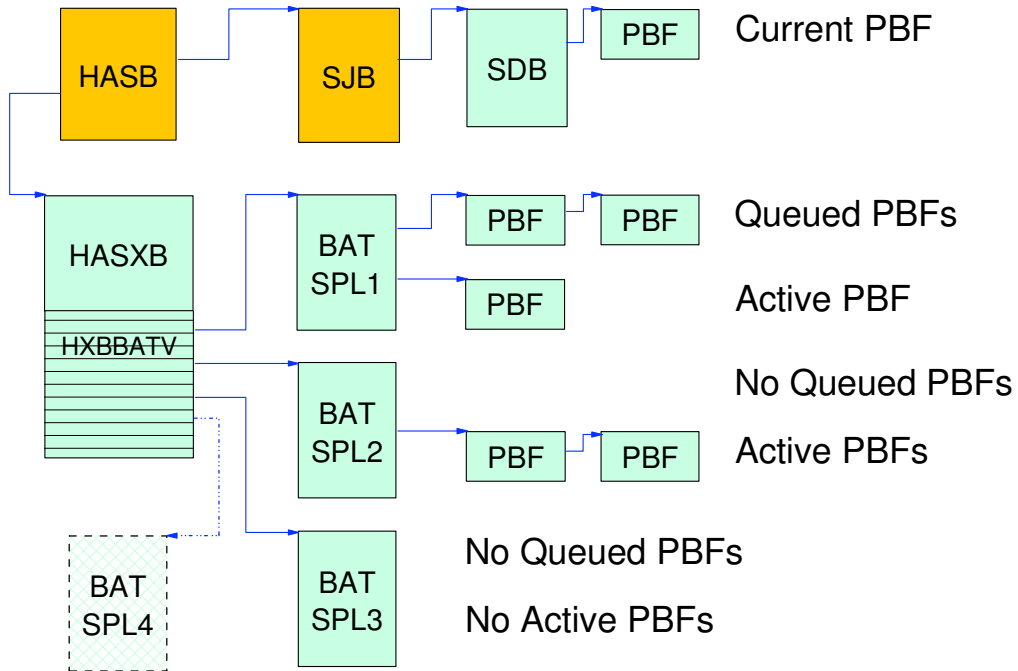 HASB
SJB
SDB
PBF
Current PBF
HASXB
HXBBATV
BAT
SPL1
PBF
PBF
Queued PBFs
PBF
Active PBF
BAT
SPL2
No Queued PBFs
PBF
PBF
Active PBFs
BAT
SPL4
BAT
SPL3
No Queued PBFs
No Active PBFs